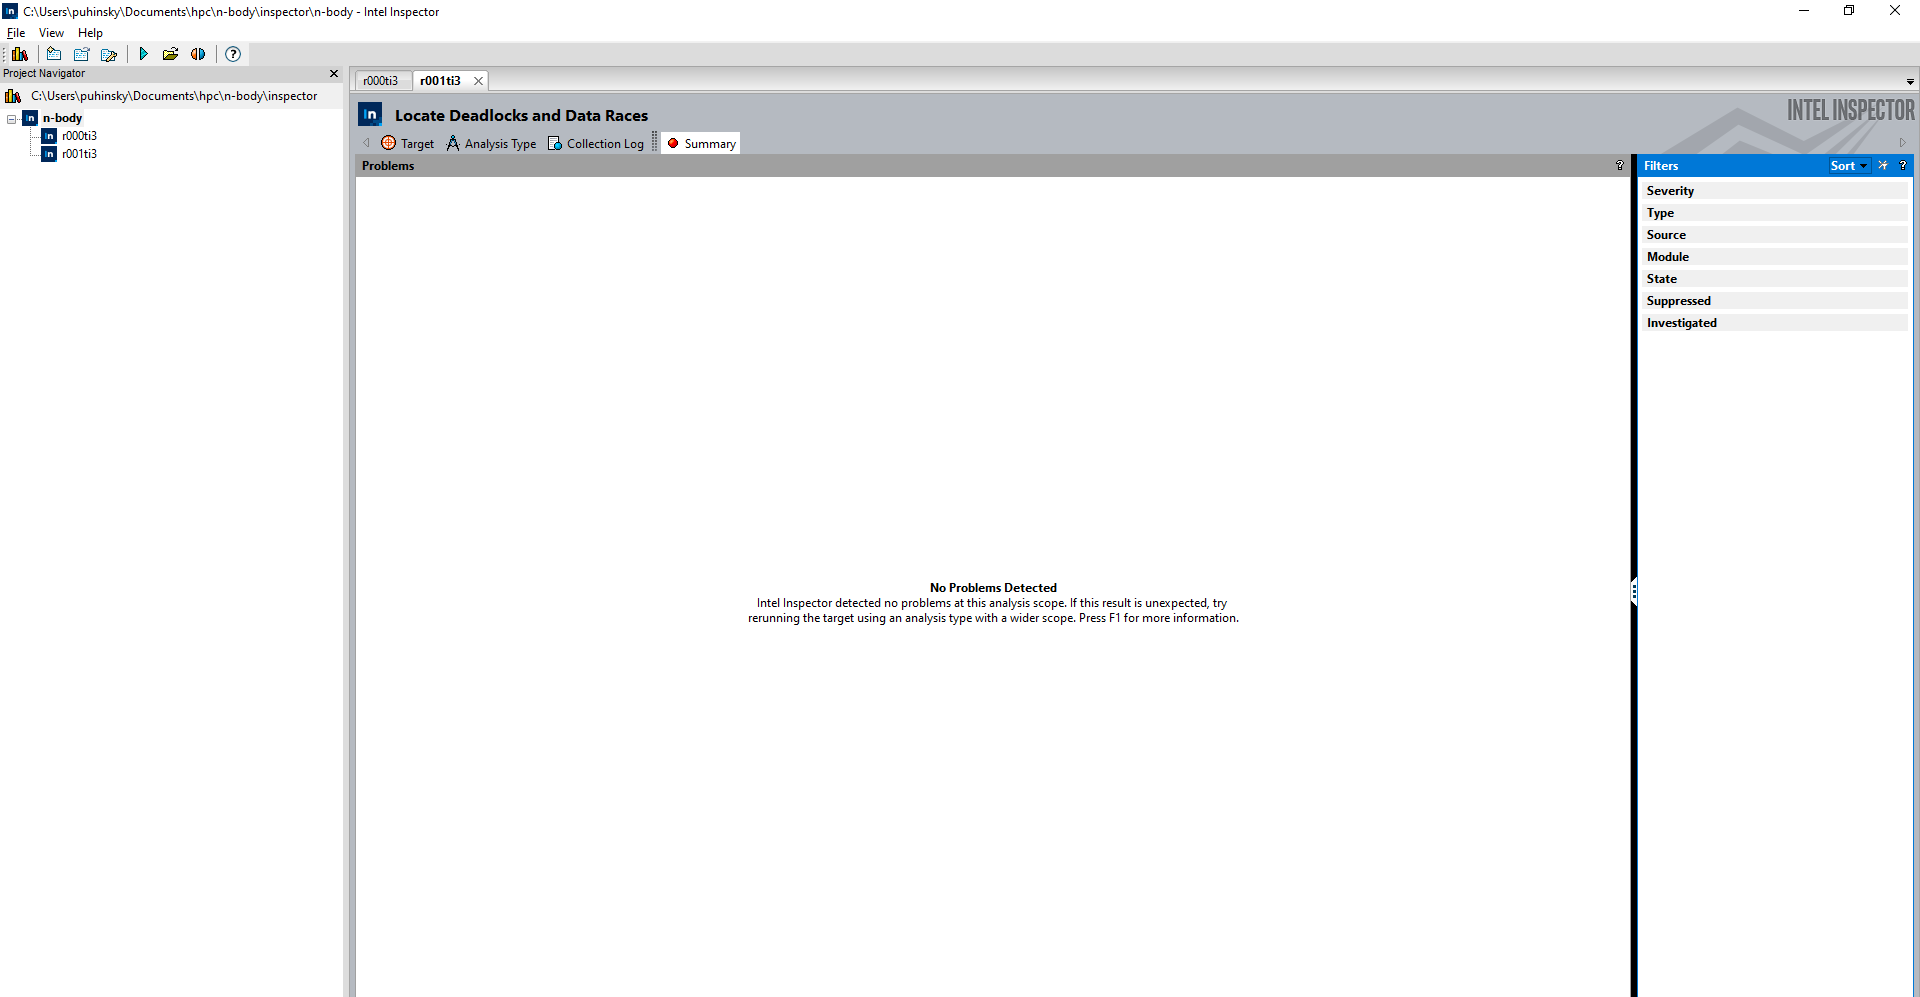 C:\Users\puhinsky\Documents\hpc\n-body\inspector\n-body - Intel Inspector
File View Help
Project Navigator
C:\Users\puhinsky\Documents\hpc\n-body\inspector
n-body
r000ti3
r001ti3
r000ti3 r001ti3
Locate Deadlocks and Data Races
INTEL INSPECTOR
Target Analysis Type Collection Log Summary
Problems ?
No Problems Detected
Intel Inspector detected no problems at this analysis scope. If this result is unexpected, try
rerunning the target using an analysis type with a wider scope. Press F1 for more information.
Filters Sort ?
Severity
Type
Source
Module
State
Suppressed
Investigated